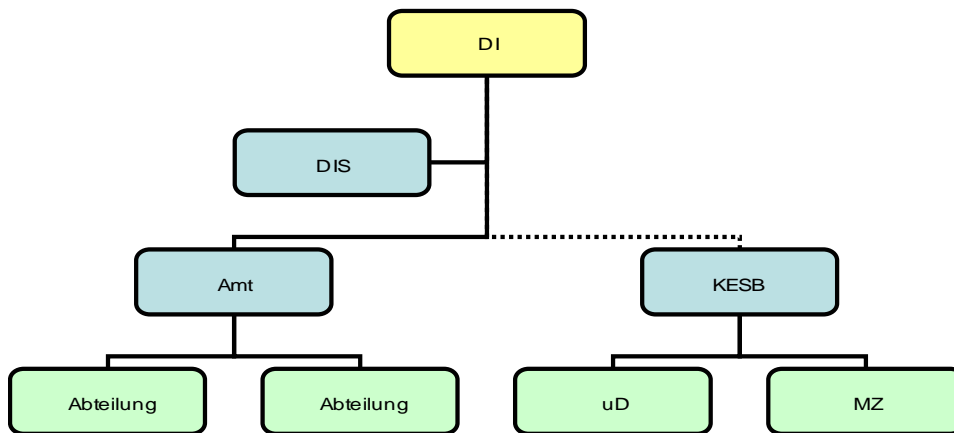 DI
DIS
Amt
KESB
Abteilung
Abteilung
uD
MZ